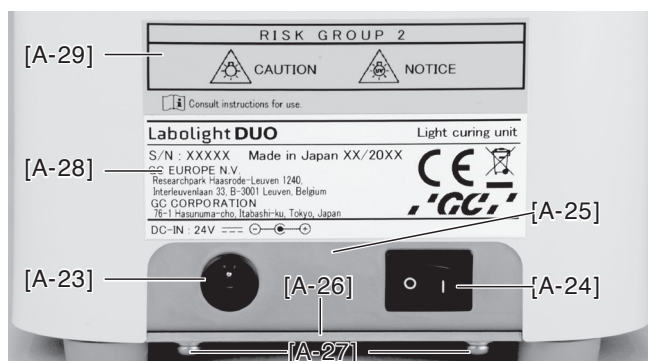 RISK GROUP 2
[A-29]
CAUTION
UV
NOTICE
Consult instructions for use.
Labolight DUO
Light curing unit
S/N : XXXXX Made in Japan XX/20XX
[A-28]
GC EUROPE N.V.
Researchpark Haasrode-Leuven 1240,
Interleuvenlaan 33, B-3001 Leuven, Belgium
GC CORPORATION
76-1 Hasunuma-cho, Itabashi-ku, Tokyo, Japan
CE
'GC,'
DC-IN : 24V
[A-25]
[A-23]
[A-26]
O I
[A-24]
[A-27]